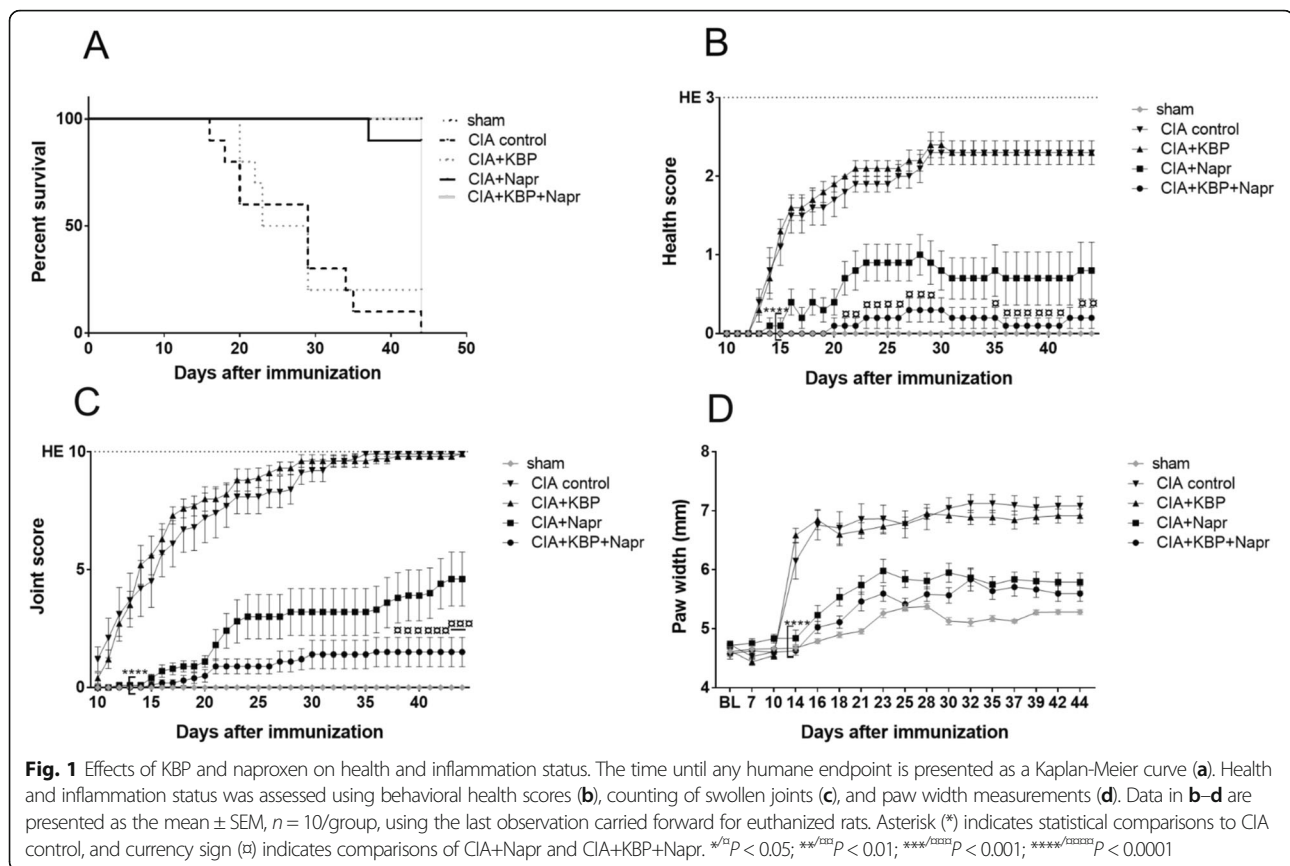 A
100
50
0
Percent survival
0 10 20 30 40 50
Days after immunization
sham
CIA control
CIA+KBP
CIA+Napr
CIA+KBP+Napr
B
HE 3
2
1
0
Health score
****
¤¤ ¤¤¤¤ ¤¤¤ ¤ ¤¤¤¤¤ ¤¤
10 15 20 25 30 35 40
Days after immunization
sham
CIA control
CIA+KBP
CIA+Napr
CIA+KBP+Napr
C
HE 10
5
0
Joint score
****
¤¤¤¤¤ ¤¤¤
10 15 20 25 30 35 40
Days after immunization
sham
CIA control
CIA+KBP
CIA+Napr
CIA+KBP+Napr
D
8
7
6
5
4
Paw width (mm)
****
BL 7 10 14 16 18 21 23 25 28 30 32 35 37 39 42 44
Days after immunization
sham
CIA control
CIA+KBP
CIA+Napr
CIA+KBP+Napr
Fig. 1 Effects of KBP and naproxen on health and inflammation status. The time until any humane endpoint is presented as a Kaplan-Meier curve (a). Health
and inflammation status was assessed using behavioral health scores (b), counting of swollen joints (c), and paw width measurements (d). Data in b–d are
presented as the mean ± SEM, n = 10/group, using the last observation carried forward for euthanized rats. Asterisk (*) indicates statistical comparisons to CIA
control, and currency sign (¤) indicates comparisons of CIA+Napr and CIA+KBP+Napr. */¤P < 0.05; **/¤¤P < 0.01; ***/¤¤¤P < 0.001; ****/¤¤¤¤P < 0.0001